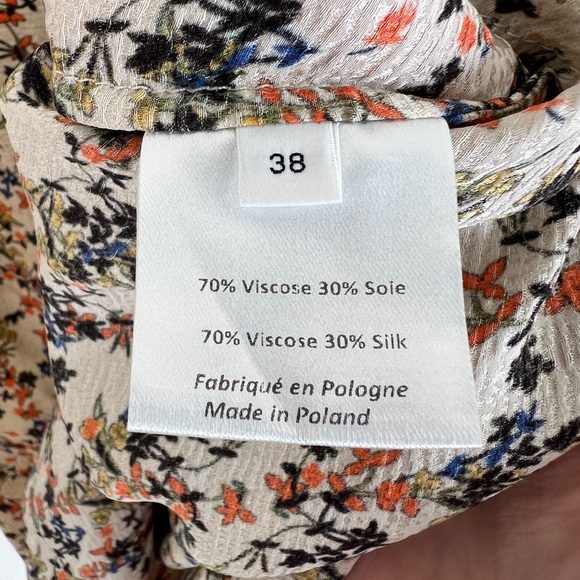 38
70% Viscose 30% Soie
70% Viscose 30% Silk
Fabriqué en Pologne
Made in Poland